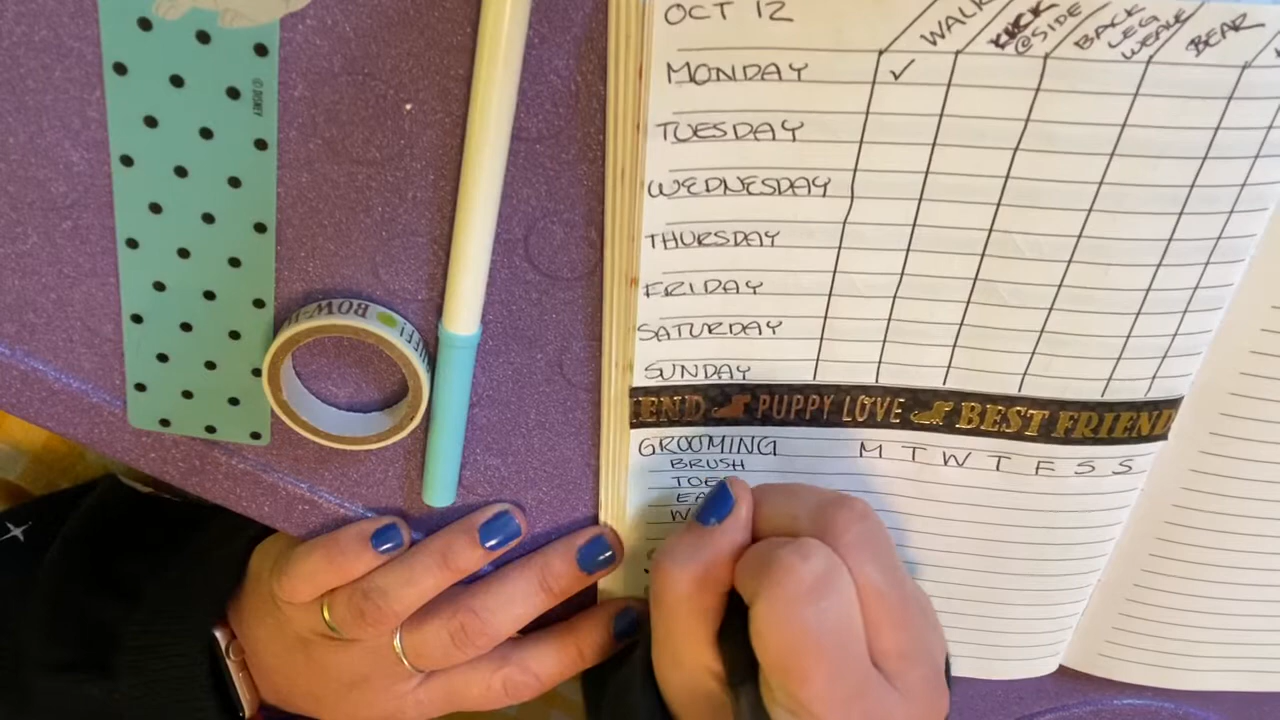 OCT 12
WALK
@SIDE
BACK LEG WEAVE
BEAR
MONDAY ✓
TUESDAY
WEDNESDAY
THURSDAY
FRIDAY
SATURDAY
SUNDAY
IEND PUPPY LOVE BEST FRIEND
GROOMING M T W T F S S
BRUSH
© DISNEY
BOW-